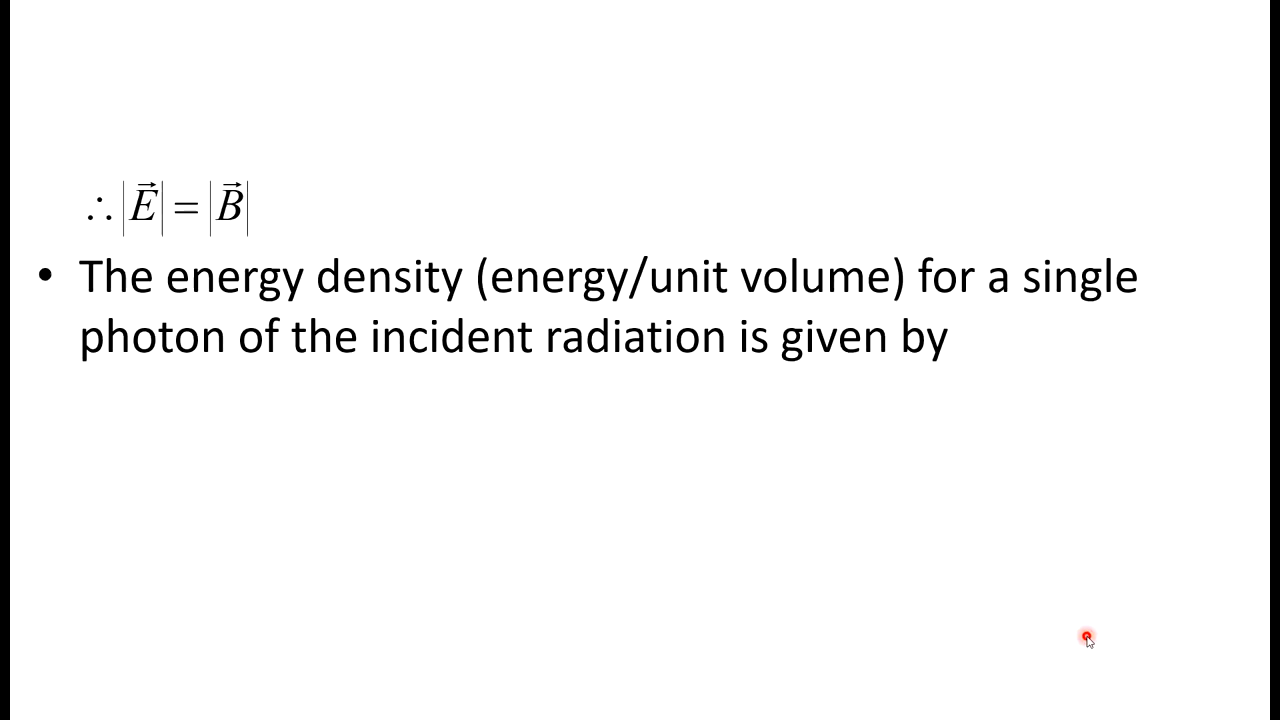 ∴ |E⃗| = |B⃗|
• The energy density (energy/unit volume) for a single
photon of the incident radiation is given by